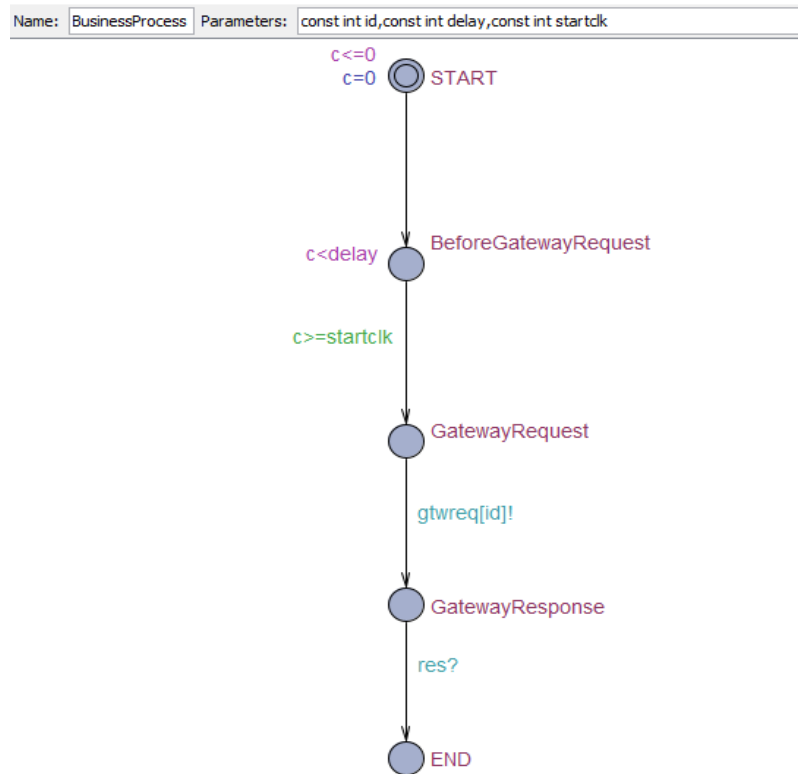 Name: BusinessProcess Parameters: const int id,const int delay,const int startclk
c<=0
c=0 START
BeforeGatewayRequest
c<delay
c>=startclk
GatewayRequest
gtwreq[id]!
GatewayResponse
res?
END